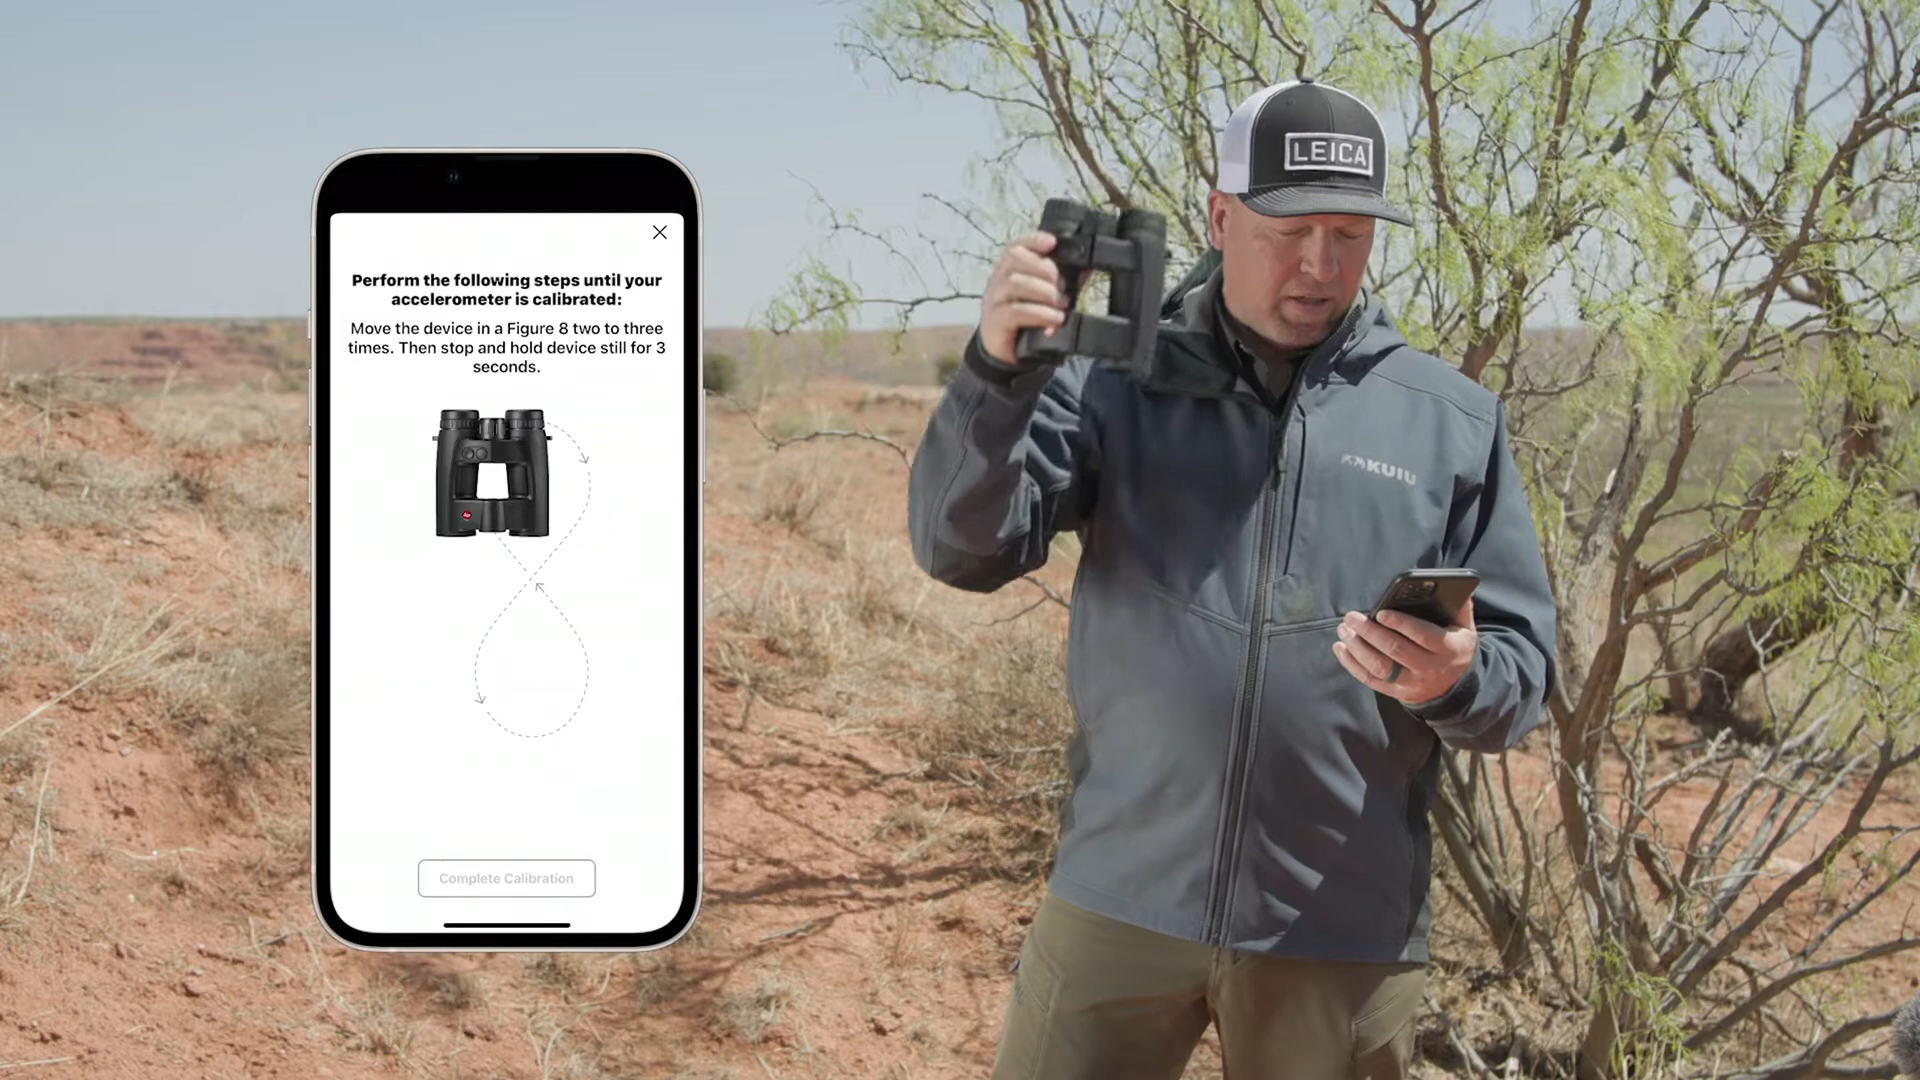 Perform the following steps until your
accelerometer is calibrated:
Move the device in a Figure 8 two to three
times. Then stop and hold device still for 3
seconds.
Complete Calibration
LEICA
KUIU